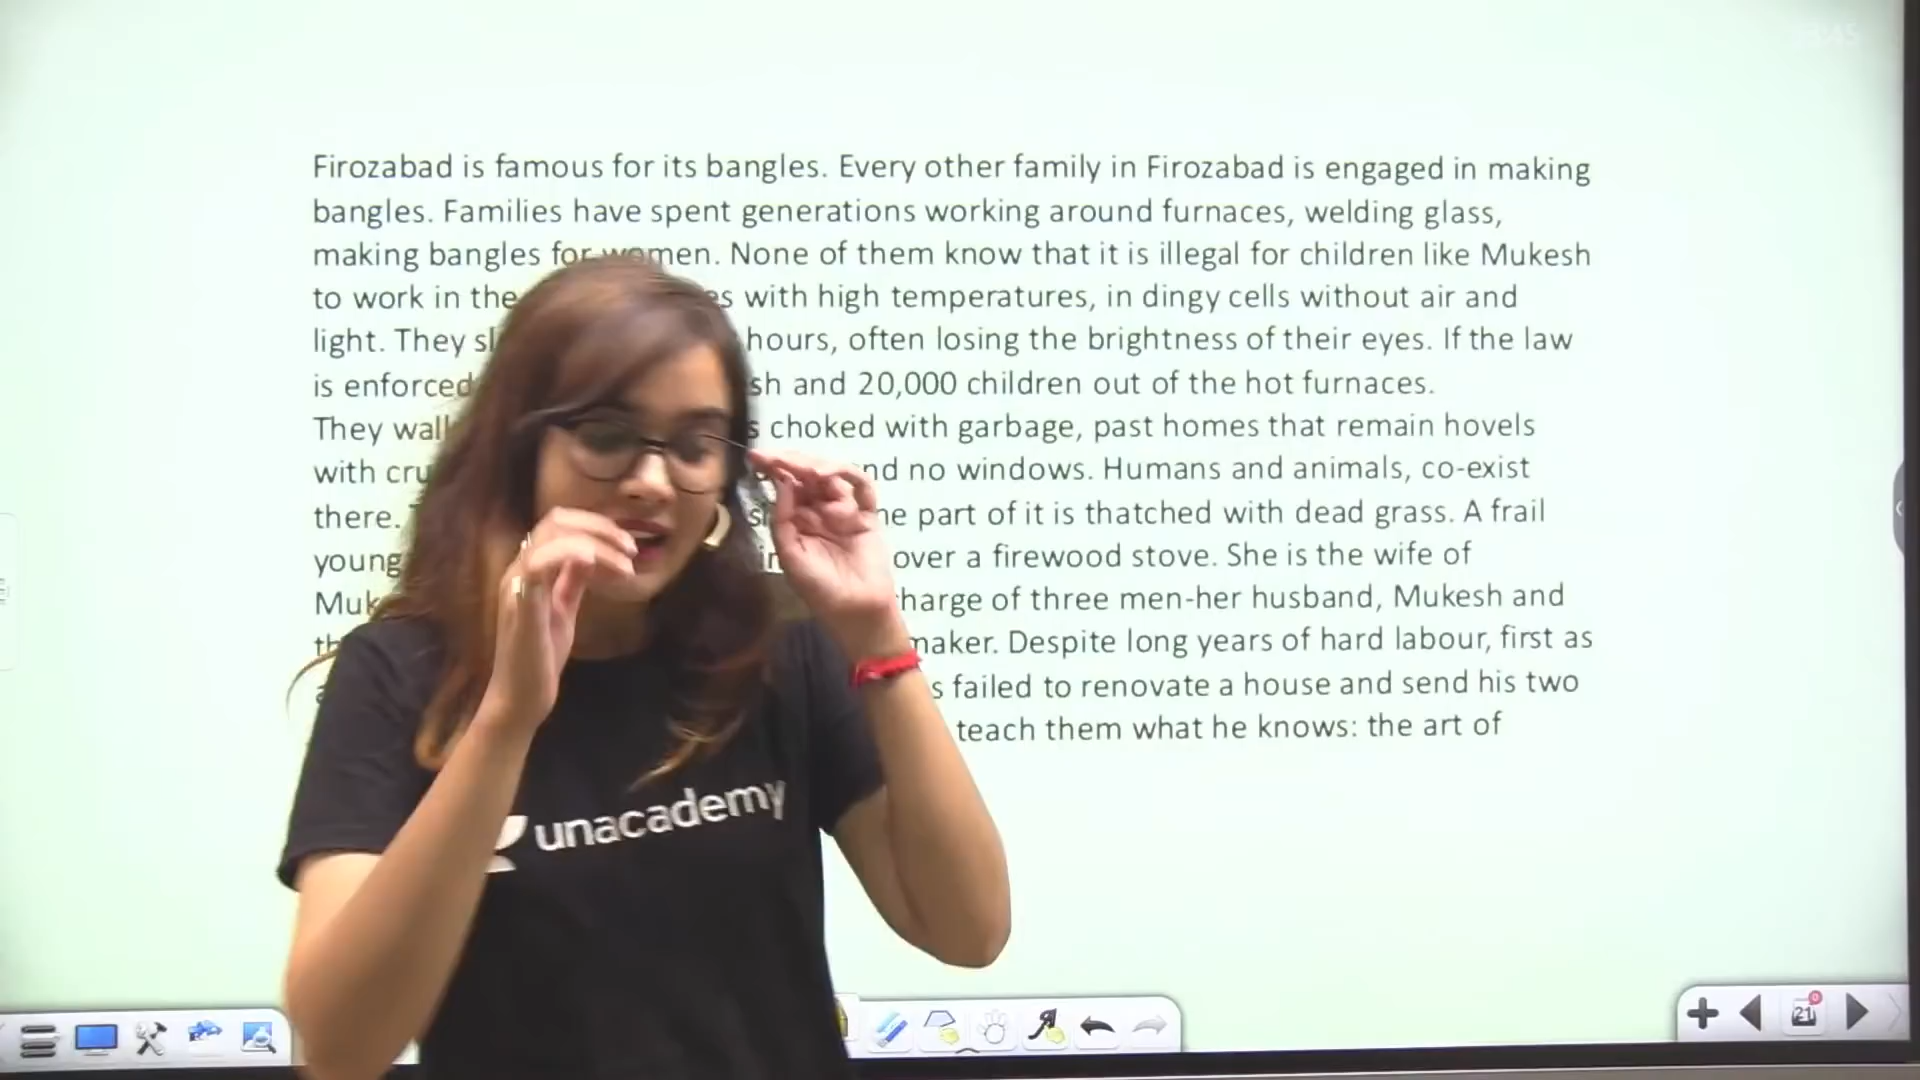 Firozabad is famous for its bangles. Every other family in Firozabad is engaged in making
bangles. Families have spent generations working around furnaces, welding glass,
making bangles for women. None of them know that it is illegal for children like Mukesh
to work in the with high temperatures, in dingy cells without air and
light. They hours, often losing the brightness of their eyes. If the law
is enforced and 20,000 children out of the hot furnaces.
They choked with garbage, past homes that remain hovels
with no windows. Humans and animals, co-exist
there. part of it is thatched with dead grass. A frail
young over a firewood stove. She is the wife of
of three men-her husband, Mukesh and
Despite long years of hard labour, first as
failed to renovate a house and send his two
teach them what he knows: the art of
unacademy
21
0